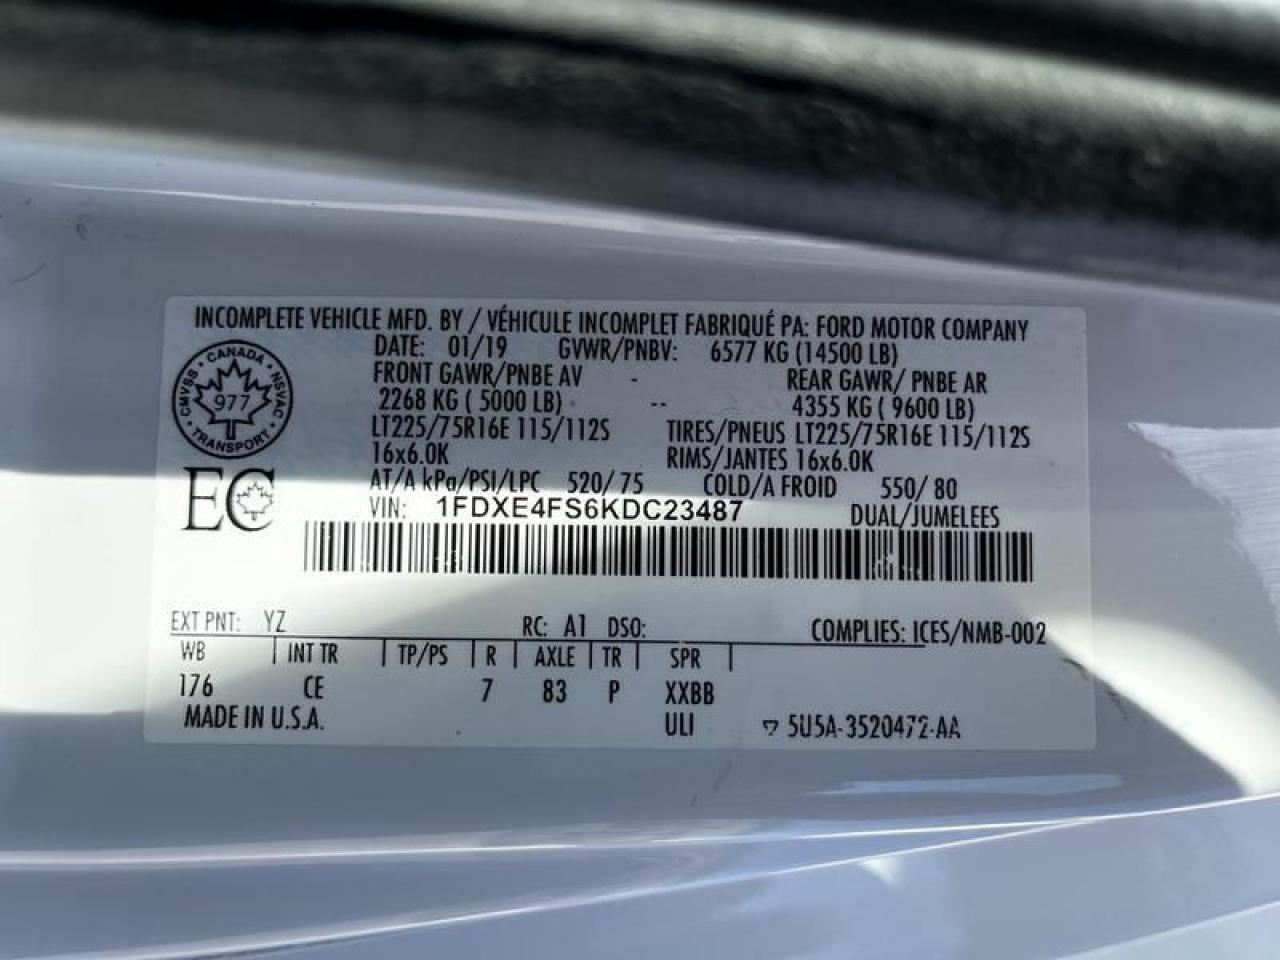 INCOMPLETE VEHICLE MFD. BY / VÉHICULE INCOMPLET FABRIQUÉ PA: FORD MOTOR COMPANY
DATE: 01/19 GVWR/PNBV: 6577 KG (14500 LB)
FRONT GAWR/PNBE AV - REAR GAWR/ PNBE AR
2268 KG ( 5000 LB) -- 4355 KG ( 9600 LB)
LT225/75R16E 115/112S TIRES/PNEUS LT225/75R16E 115/112S
16x6.0K RIMS/JANTES 16x6.0K
AT/A kPa/PSI/LPC 520/ 75 COLD/A FROID 550/ 80
VIN: 1FDXE4FS6KDC23487 DUAL/JUMELEES
CANADA
CMVSS • NSVAC
977
TRANSPORT
EC
EXT PNT: YZ RC: A1 DSO: COMPLIES: ICES/NMB-002
WB | INT TR | TP/PS | R | AXLE | TR | SPR |
176 CE 7 83 P XXBB
MADE IN U.S.A. ULI ▽ 5U5A-3520472-AA